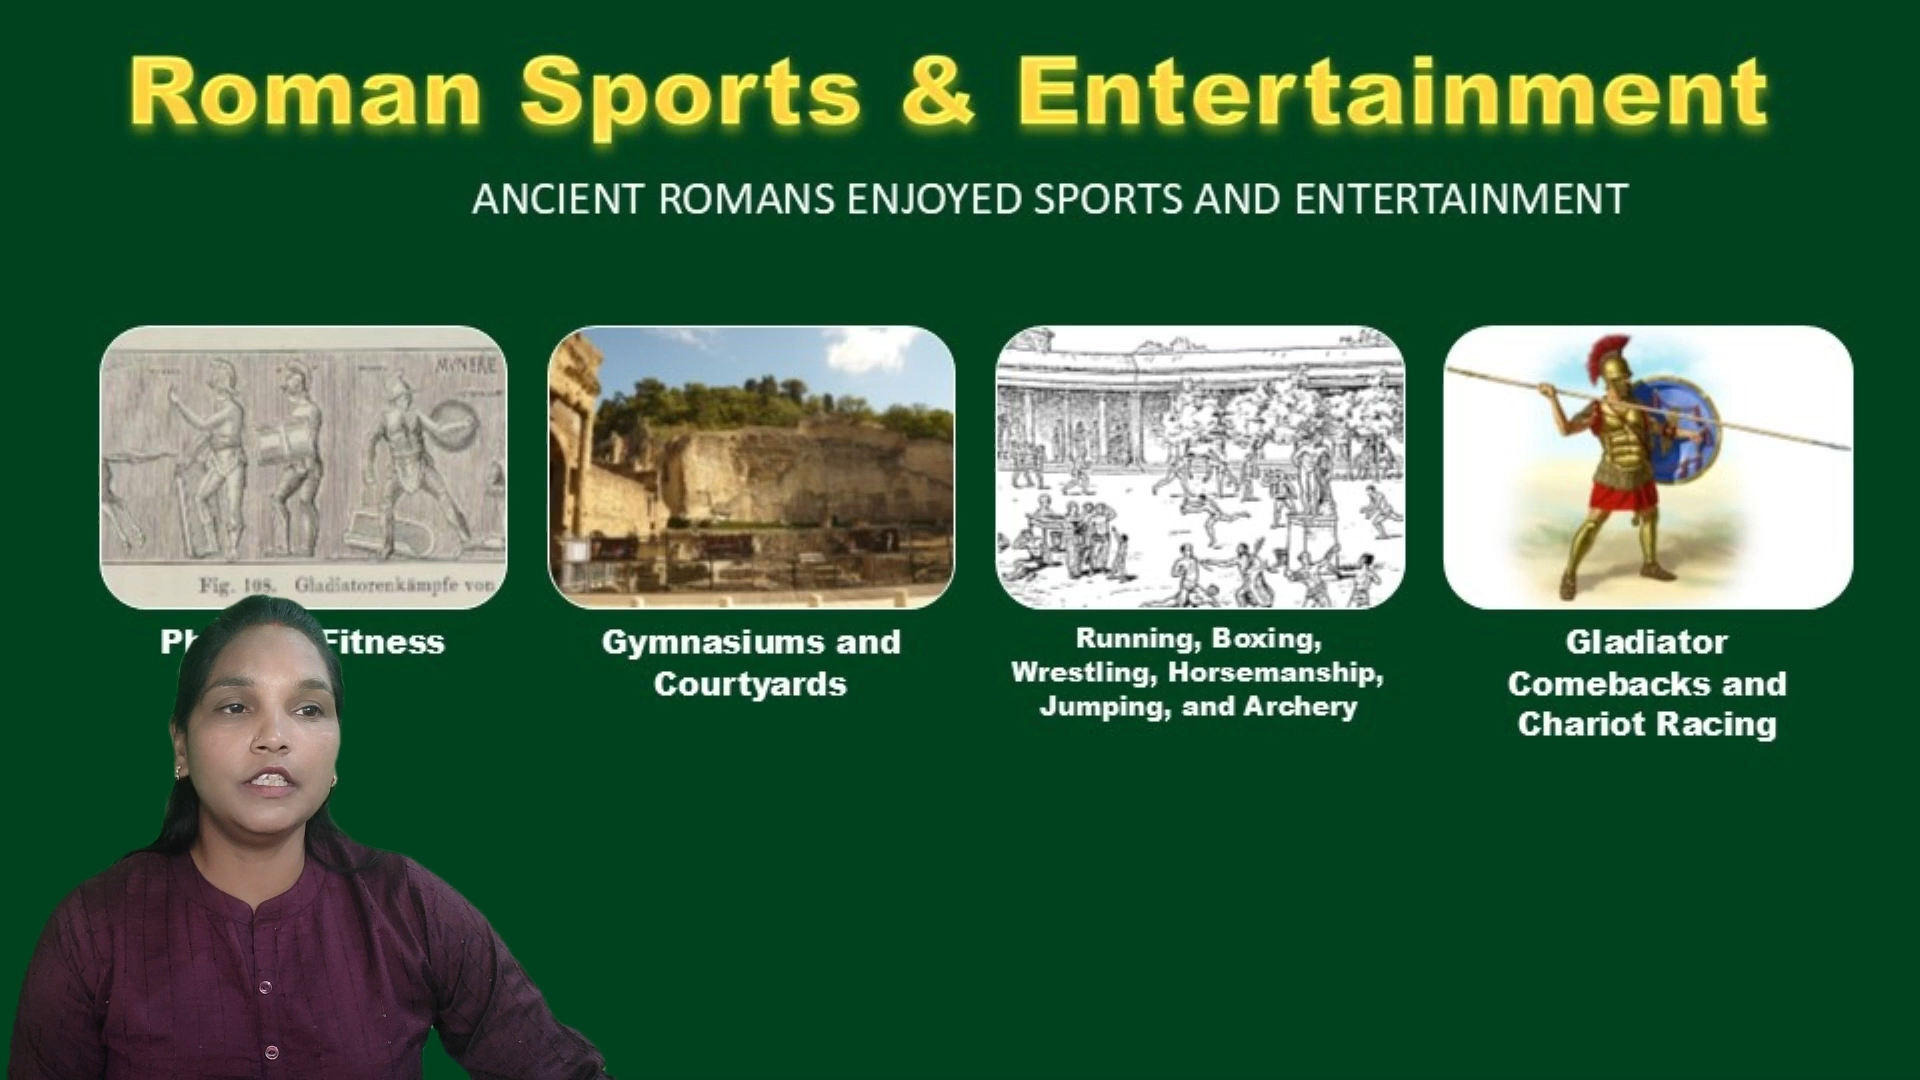 Roman Sports & Entertainment
ANCIENT ROMANS ENJOYED SPORTS AND ENTERTAINMENT
MVNERE
Fig. 108. Gladiatorenkämpfe von
Fitness
Gymnasiums and
Courtyards
Running, Boxing,
Wrestling, Horsemanship,
Jumping, and Archery
Gladiator
Comebacks and
Chariot Racing